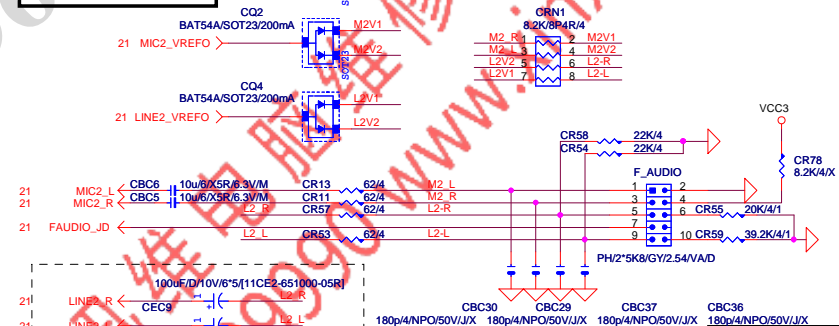 CQ2
BAT54A/SOT23/200mA
21 MIC2_VREFO
M2V1
M2V2
SOT23
CQ4
BAT54A/SOT23/200mA
21 LINE2_VREFO
L2V1
L2V2
CRN1
8.2K/8P4R/4
M2_R 1 2 M2V1
M2_L 3 4 M2V2
L2V2 5 6 L2-R
L2V1 7 8 L2-L
VCC3
CR58 22K/4
CR54 22K/4
CR78
8.2K/4/X
F_AUDIO
21 MIC2_L CBC6 10u/6/X5R/6.3V/M CR13 62/4 M2_L 1 2
21 MIC2_R CBC5 10u/6/X5R/6.3V/M CR11 62/4 M2_R 3 4
L2_R CR57 62/4 L2-R 5 6 CR55 20K/4/1
21 FAUDIO_JD 7
L2_L CR53 62/4 L2-L 9 10 CR59 39.2K/4/1
PH/2*5K8/GY/2.54/VA/D
100uF/D/10V/6*5/[11CE2-651000-05R]
21 LINE2_R CEC9 1 L2_R
CBC30 CBC29 CBC37 CBC36
180p/4/NPO/50V/J/X 180p/4/NPO/50V/J/X 180p/4/NPO/50V/J/X 180p/4/NPO/50V/J/X
21 LINE2_L 1 L2_L